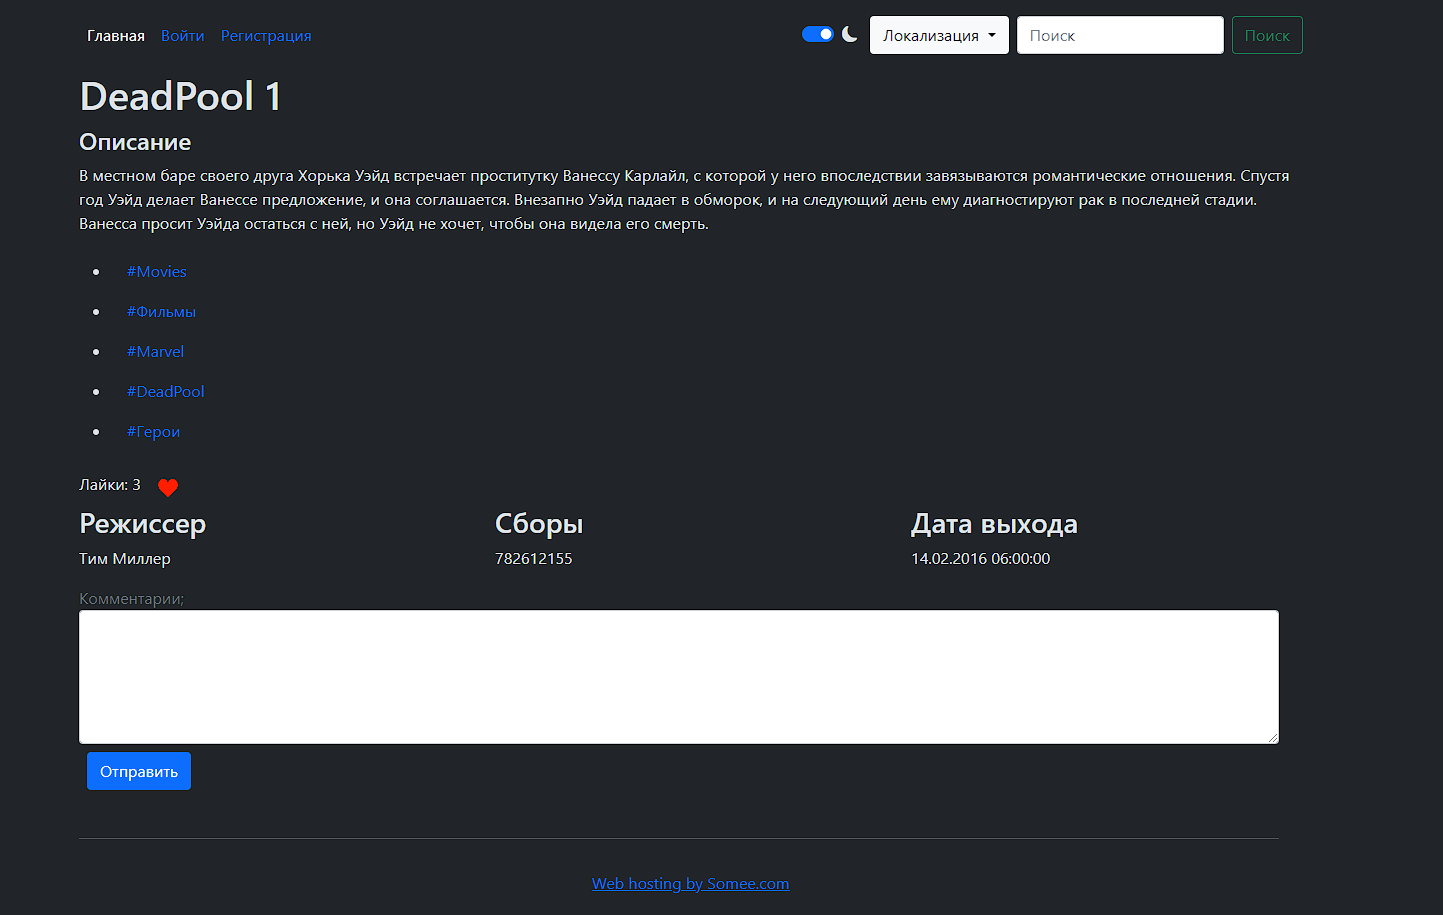 Главная Войти Регистрация Локализация Поиск Поиск
DeadPool 1
Описание
В местном баре своего друга Хорька Уэйд встречает проститутку Ванессу Карлайл, с которой у него впоследствии завязываются романтические отношения. Спустя
год Уэйд делает Ванессе предложение, и она соглашается. Внезапно Уэйд падает в обморок, и на следующий день ему диагностируют рак в последней стадии.
Ванесса просит Уэйда остаться с ней, но Уэйд не хочет, чтобы она видела его смерть.
#Movies
#Фильмы
#Marvel
#DeadPool
#Герои
Лайки: 3
Режиссер Сборы Дата выхода
Тим Миллер 782612155 14.02.2016 06:00:00
Комментарии;
Отправить
Web hosting by Somee.com